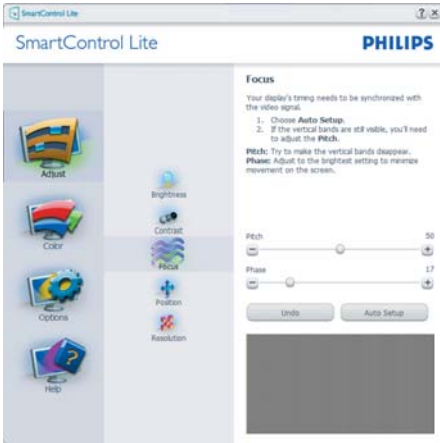 SmartControl Lite
SmartControl Lite
PHILIPS
Adjust
Color
Options
Help
Brightness
Contrast
Focus
Position
Resolution
Focus
Your display's timing needs to be synchronized with
the video signal.
1. Choose Auto Setup.
2. If the vertical bands are still visible, you'll need
to adjust the Pitch.
Pitch: Try to make the vertical bands disappear.
Phase: Adjust to the brightest setting to minimize
movement on the screen.
Pitch 50
Phase 17
Undo Auto Setup